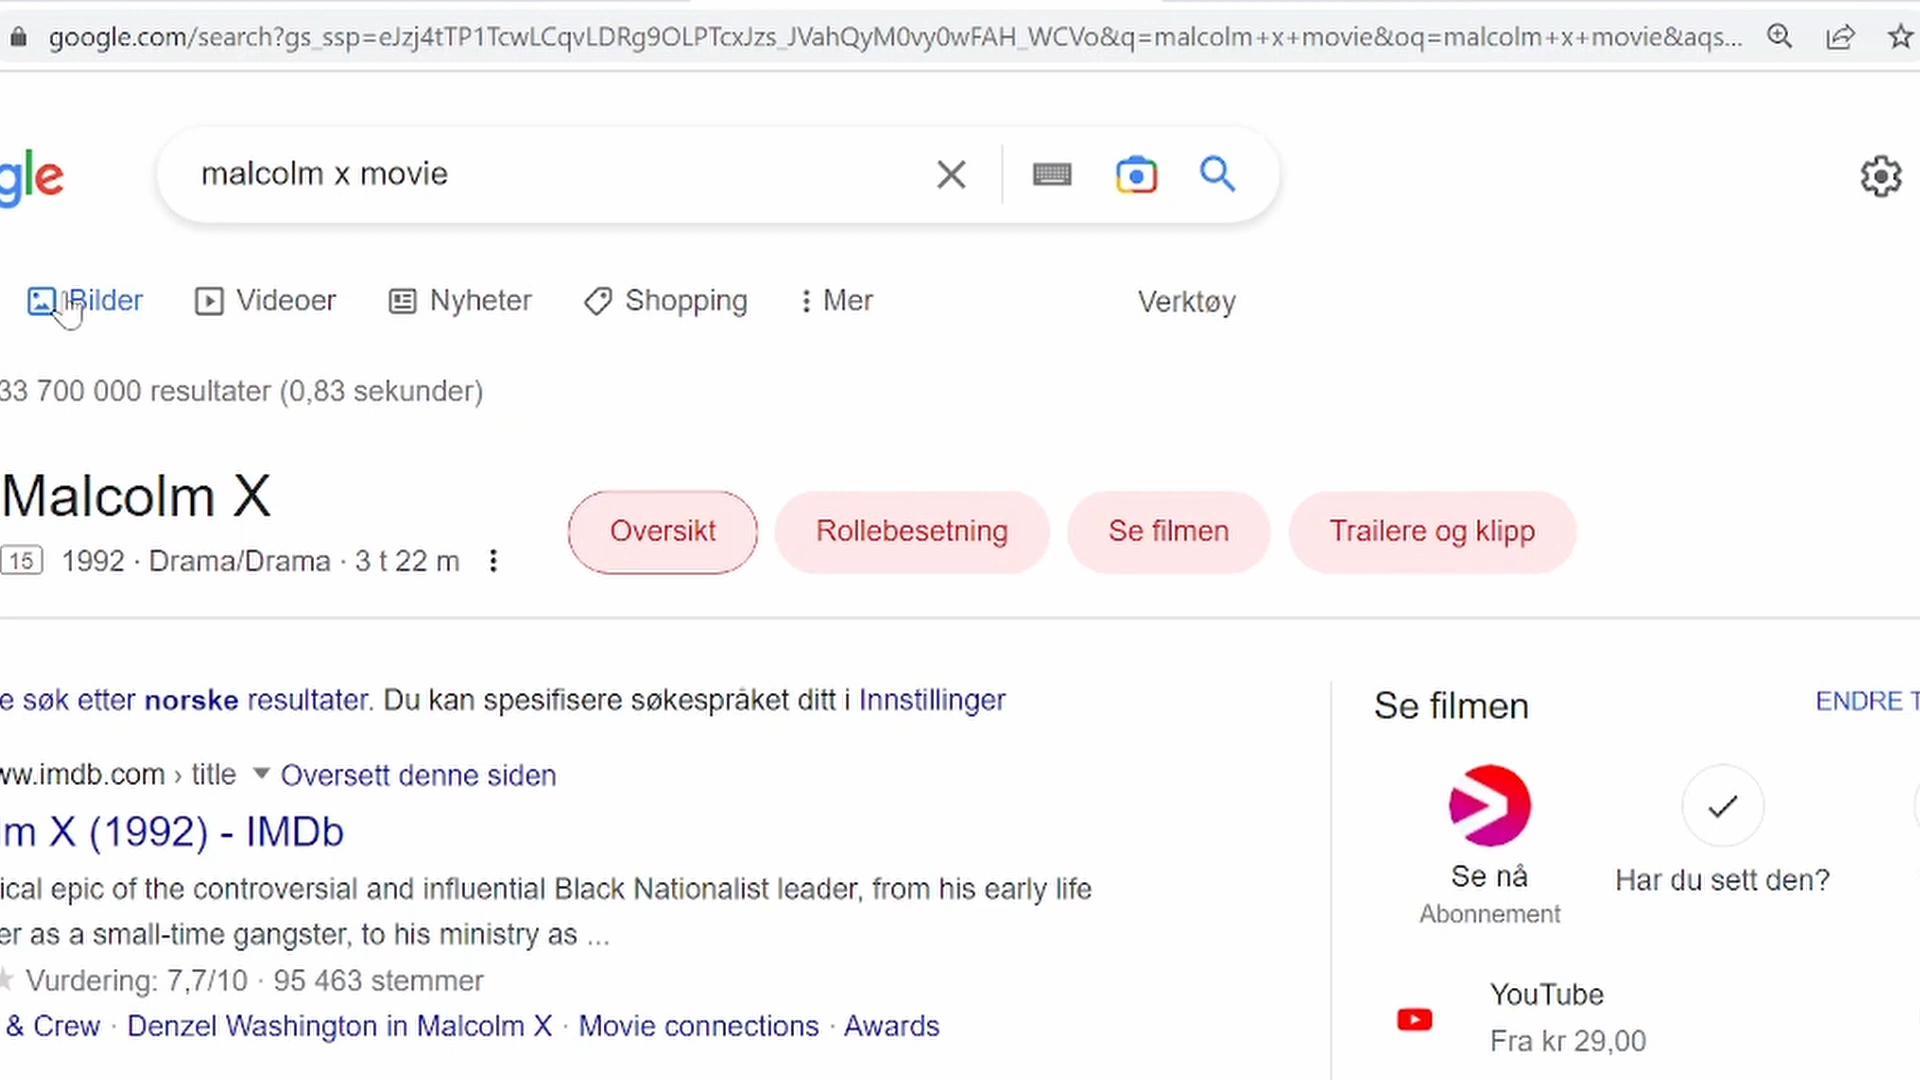 google.com/search?gs_ssp=eJzj4tTP1TcwLCqvLDRg9OLPTcxJzs_JVahQyM0vy0wFAH_WCVo&q=malcolm+x+movie&oq=malcolm+x+movie&aqs...
gle
malcolm x movie
Bilder
Videoer
Nyheter
Shopping
Mer
Verktøy
33 700 000 resultater (0,83 sekunder)
Malcolm X
Oversikt
Rollebesetning
Se filmen
Trailere og klipp
15 1992 · Drama/Drama · 3 t 22 m
e søk etter norske resultater. Du kan spesifisere søkespråket ditt i Innstillinger
ww.imdb.com › title Oversett denne siden
lm X (1992) - IMDb
ical epic of the controversial and influential Black Nationalist leader, from his early life
er as a small-time gangster, to his ministry as ...
Vurdering: 7,7/10 · 95 463 stemmer
& Crew · Denzel Washington in Malcolm X · Movie connections · Awards
Se filmen
ENDRE T
Se nå
Abonnement
Har du sett den?
YouTube
Fra kr 29,00